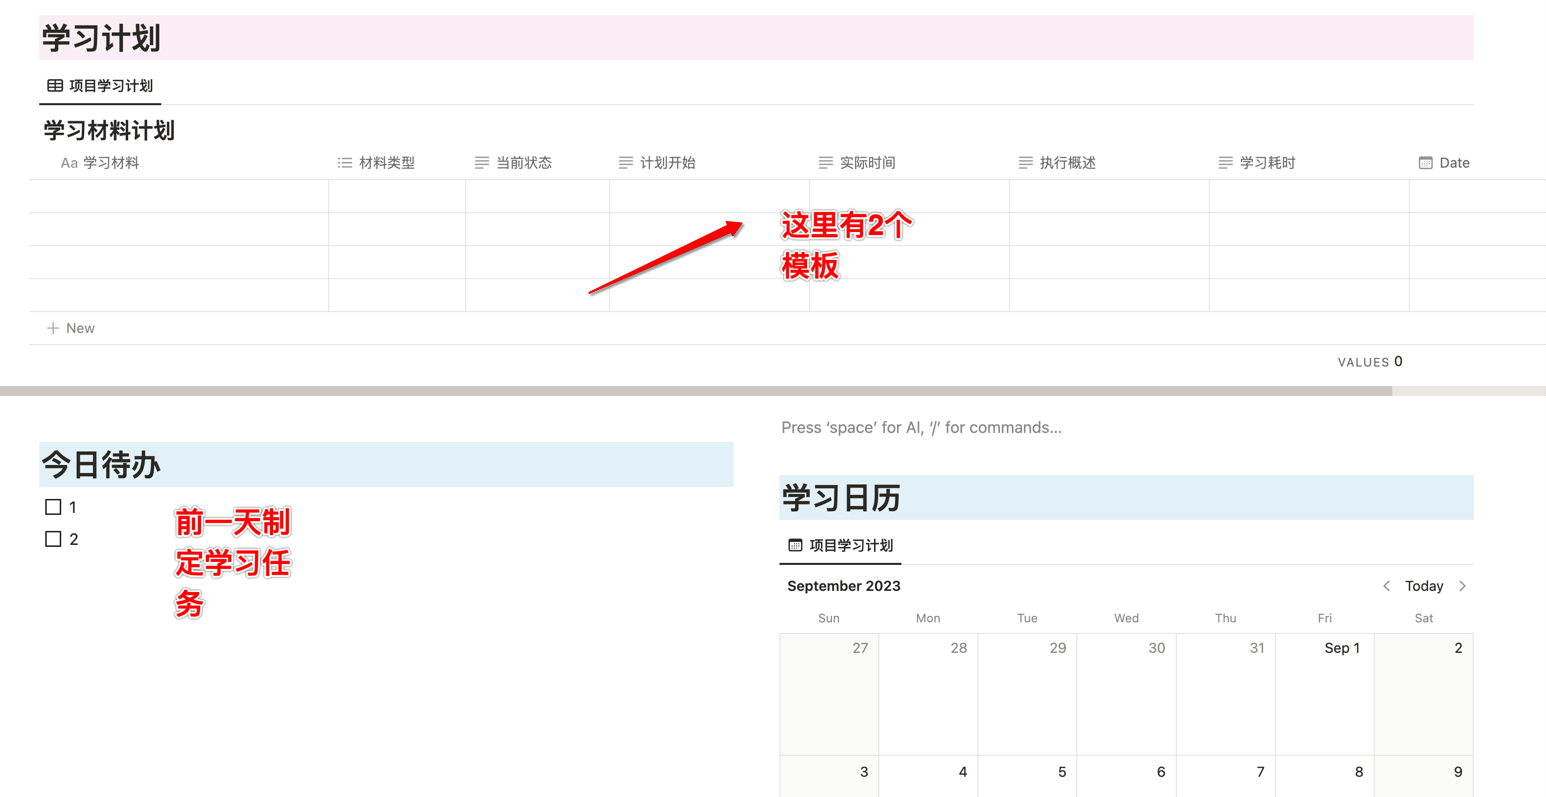 学习计划
项目学习计划
学习材料计划
Aa 学习材料 材料类型 当前状态 计划开始 实际时间 执行概述 学习耗时 Date
这里有2个
模板
+ New
VALUES 0
今日待办
1
2
前一天制
定学习任
务
Press ‘space’ for AI, ‘/’ for commands...
学习日历
项目学习计划
September 2023 < Today >
Sun Mon Tue Wed Thu Fri Sat
27 28 29 30 31 Sep 1 2
3 4 5 6 7 8 9